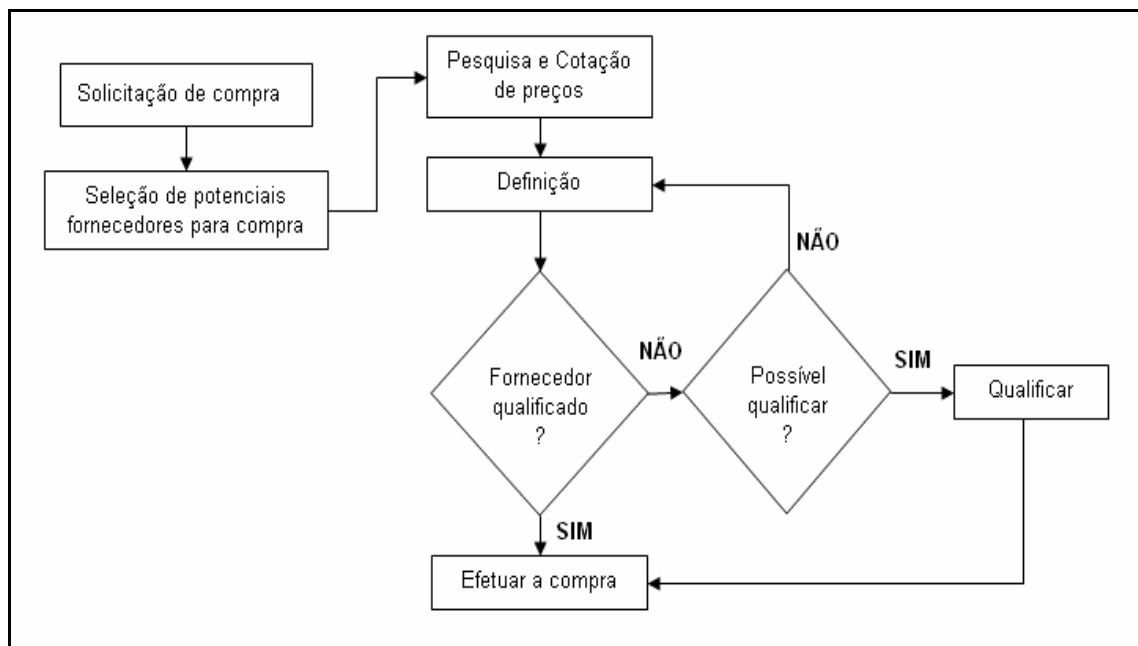 Solicitação de compra
Seleção de potenciais
fornecedores para compra
Pesquisa e Cotação
de preços
Definição
Fornecedor
qualificado
?
NÃO
SIM
Possível
qualificar
?
NÃO
SIM
Qualificar
Efetuar a compra